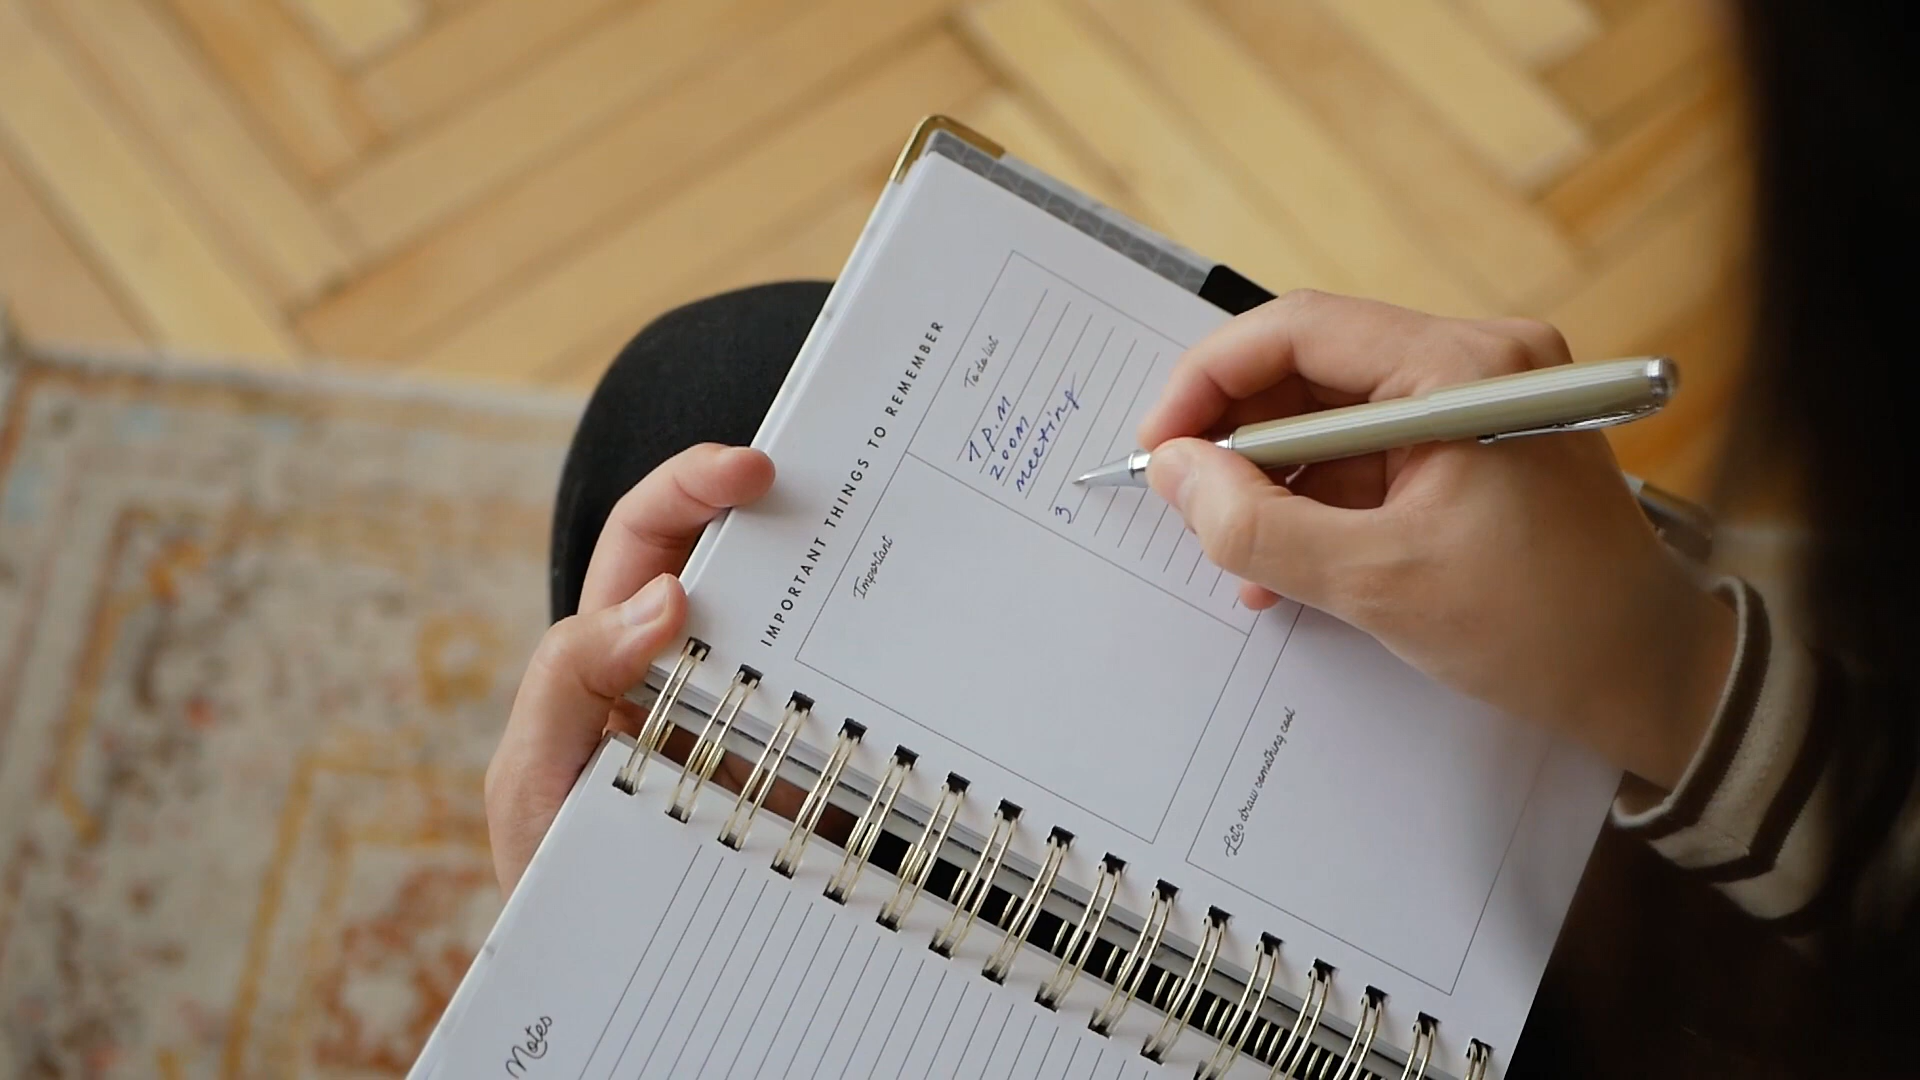 IMPORTANT THINGS TO REMEMBER
To do list
1 P.M
ZOOM
meeting
3
Important
Let's draw something cool
Notes